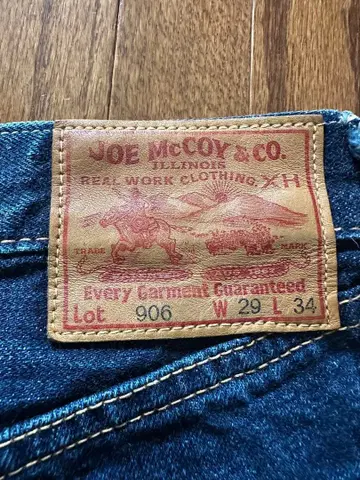 JOE McCOY & CO.
ILLINOIS
REAL WORK CLOTHING, XH
TRADE MARK
Every Garment Guaranteed
Lot 906 W 29 L 34